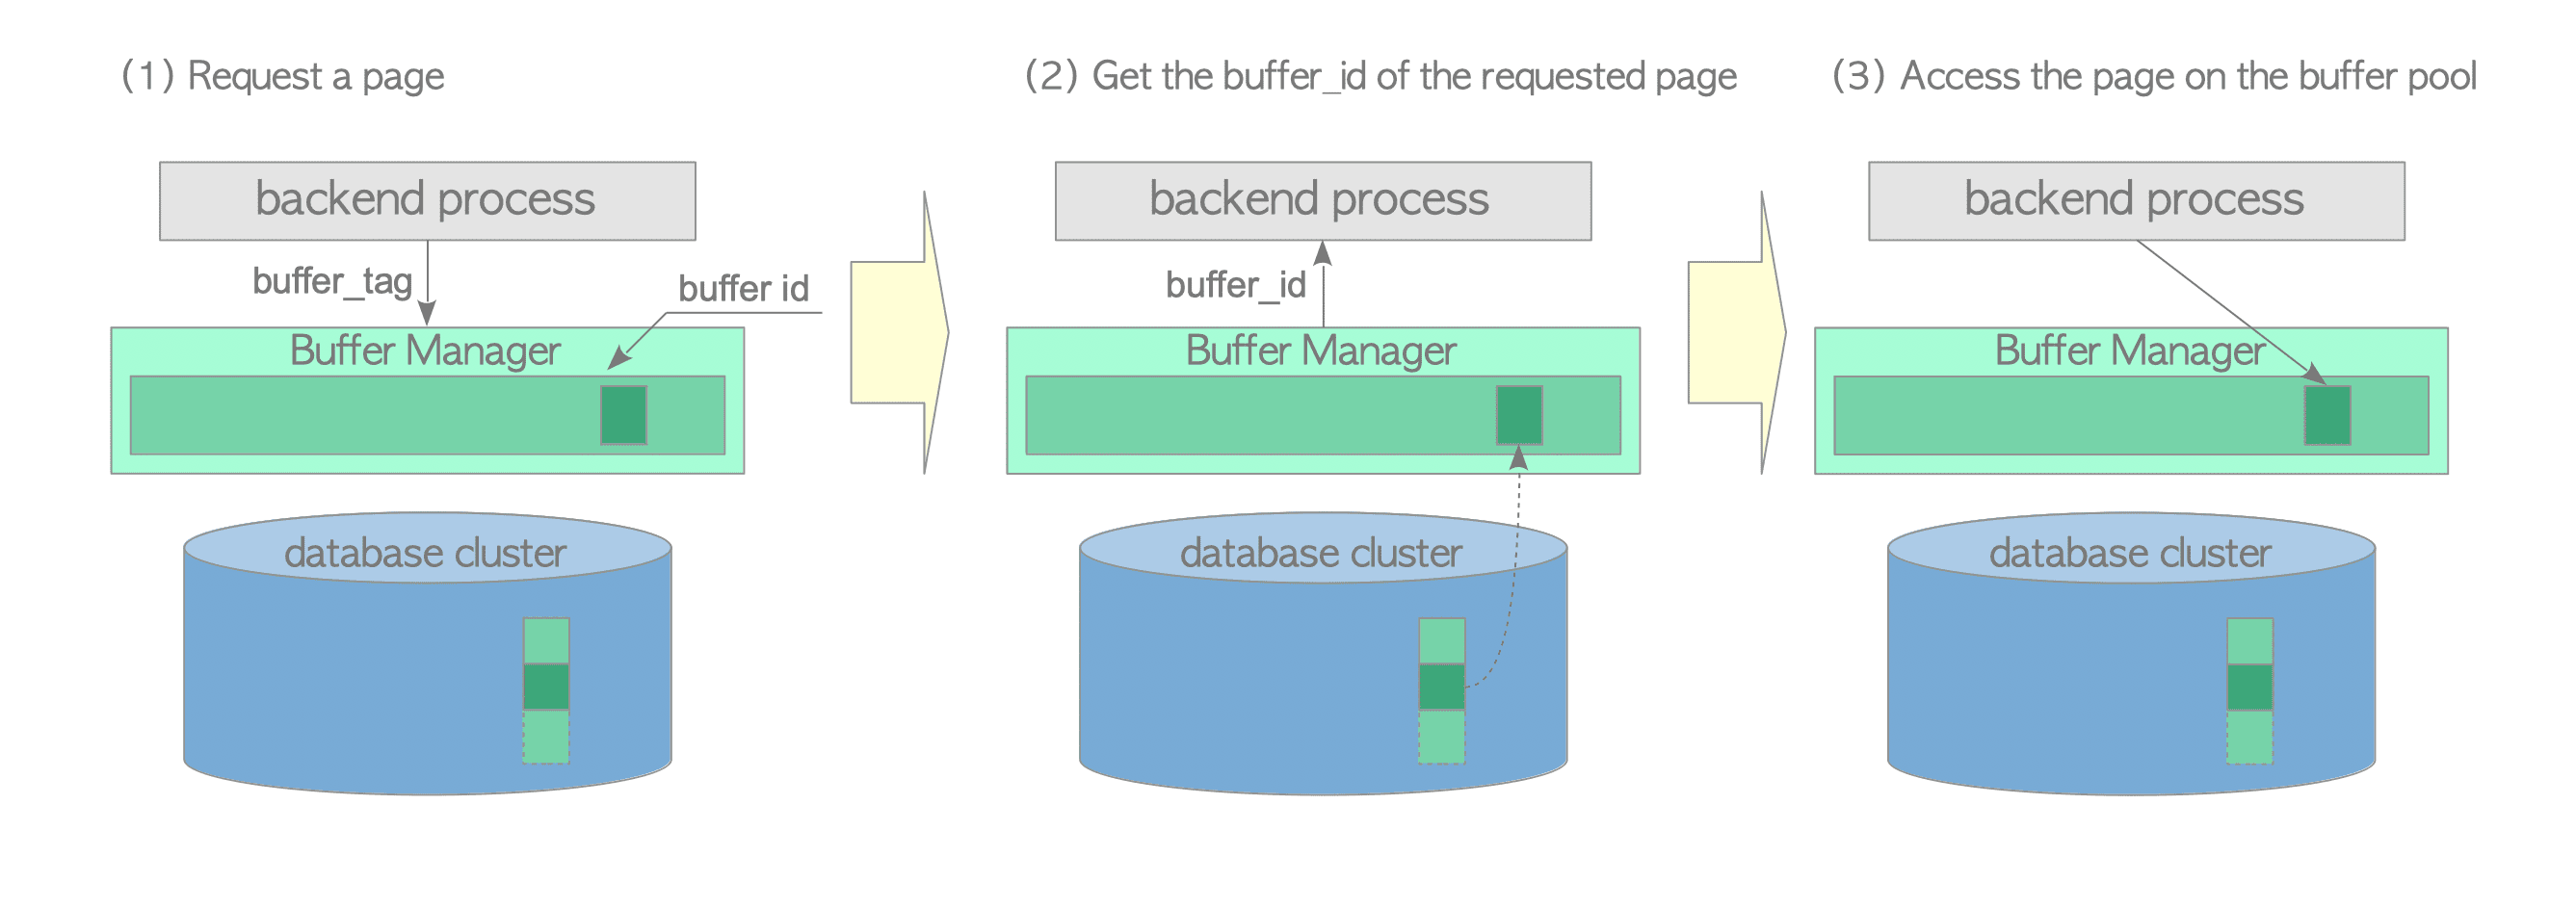 (1) Request a page
backend process
buffer_tag
buffer id
Buffer Manager
database cluster
(2) Get the buffer_id of the requested page
backend process
buffer_id
Buffer Manager
database cluster
(3) Access the page on the buffer pool
backend process
Buffer Manager
database cluster